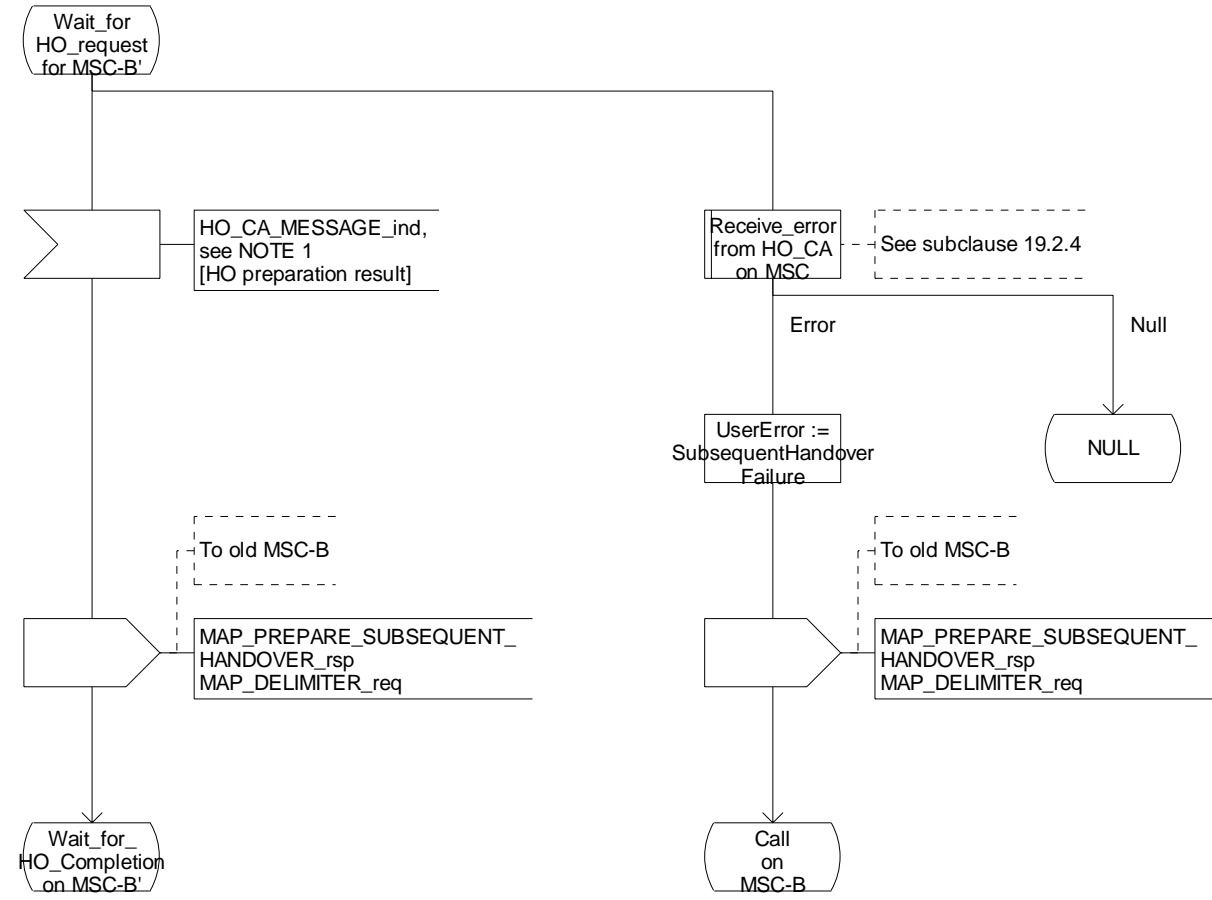 Wait_for
HO_request
for MSC-B'
HO_CA_MESSAGE_ind,
see NOTE 1
[HO preparation result]
Receive_error
from HO_CA
on MSC
See subclause 19.2.4
Error
Null
UserError :=
SubsequentHandover
Failure
NULL
To old MSC-B
To old MSC-B
MAP_PREPARE_SUBSEQUENT_
HANDOVER_rsp
MAP_DELIMITER_req
MAP_PREPARE_SUBSEQUENT_
HANDOVER_rsp
MAP_DELIMITER_req
Wait_for_
HO_Completion
on MSC-B'
Call
on
MSC-B